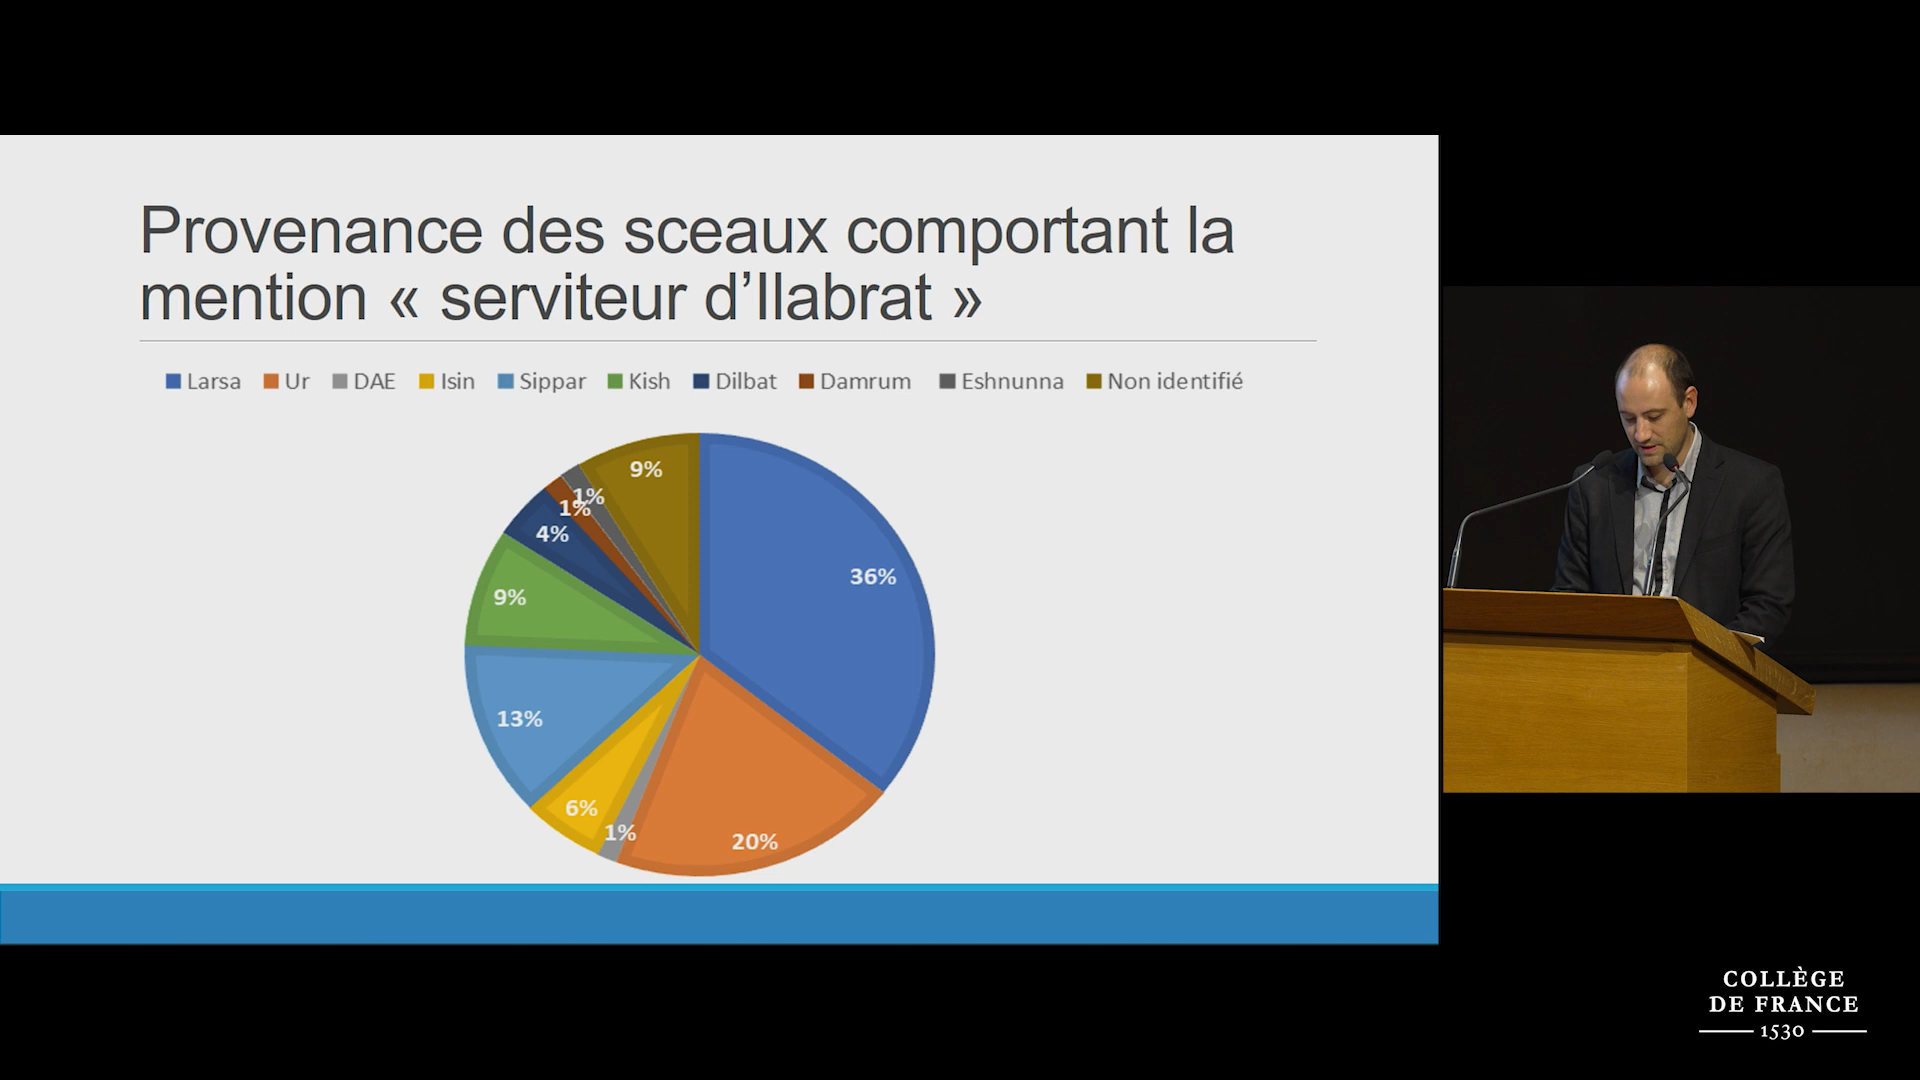 Provenance des sceaux comportant la
mention « serviteur d’Ilabrat »
Larsa Ur DAE Isin Sippar Kish Dilbat Damrum Eshnunna Non identifié
9%
1%
1%
4%
36%
9%
13%
6%
1%
20%
COLLÈGE
DE FRANCE
1530